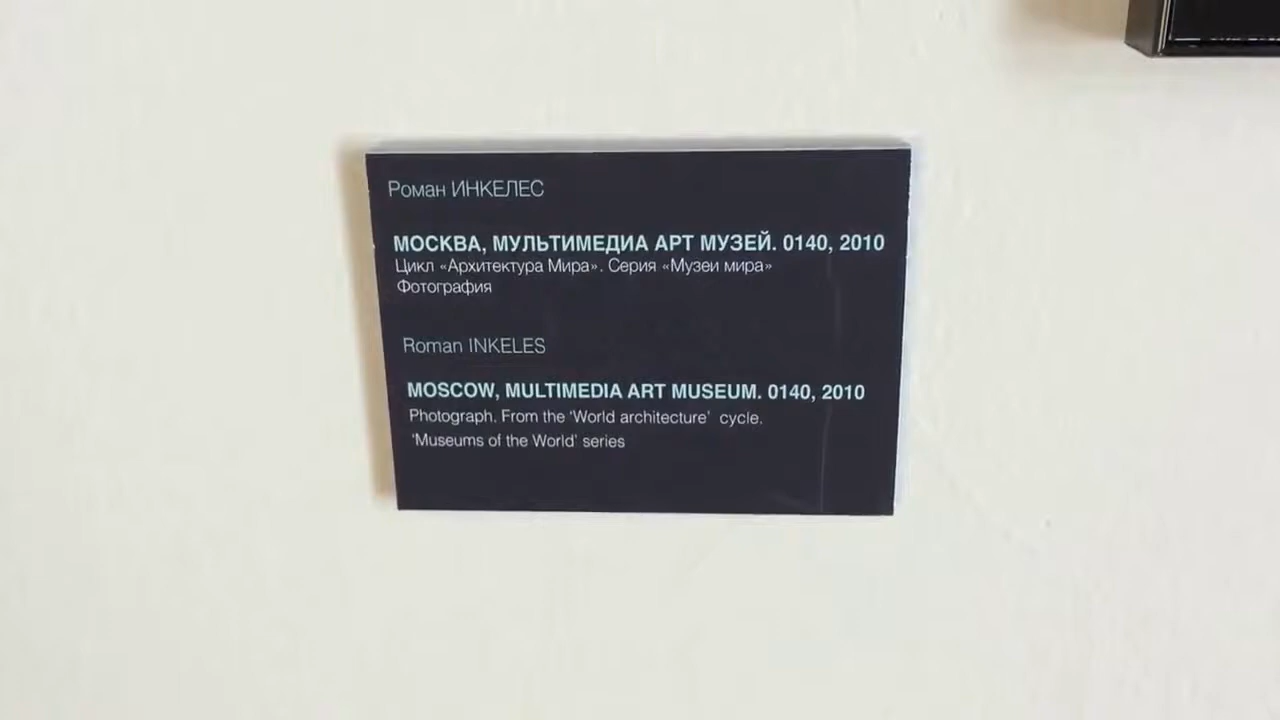 Роман ИНКЕЛЕС
МОСКВА, МУЛЬТИМЕДИА АРТ МУЗЕЙ. 0140, 2010
Цикл «Архитектура Мира». Серия «Музеи мира»
Фотография
Roman INKELES
MOSCOW, MULTIMEDIA ART MUSEUM. 0140, 2010
Photograph. From the ‘World architecture’ cycle.
‘Museums of the World’ series